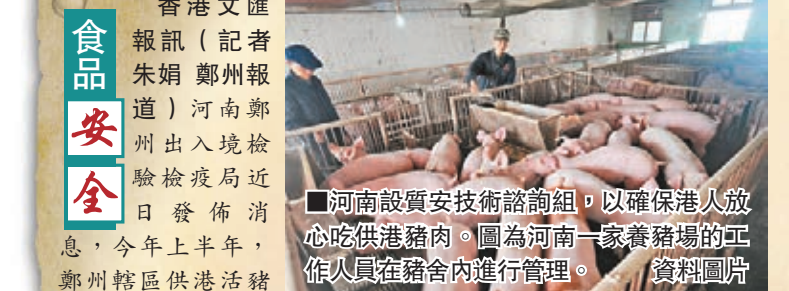 食品
安
全
香港文匯
報訊（記者
朱娟 鄭州報
道）河南鄭
州出入境檢
驗檢疫局近
日發佈消
息，今年上半年，
鄭州轄區供港活豬
■河南設質安技術諮詢組，以確保港人放
心吃供港豬肉。圖為河南一家養豬場的工
作人員在豬舍內進行管理。 資料圖片